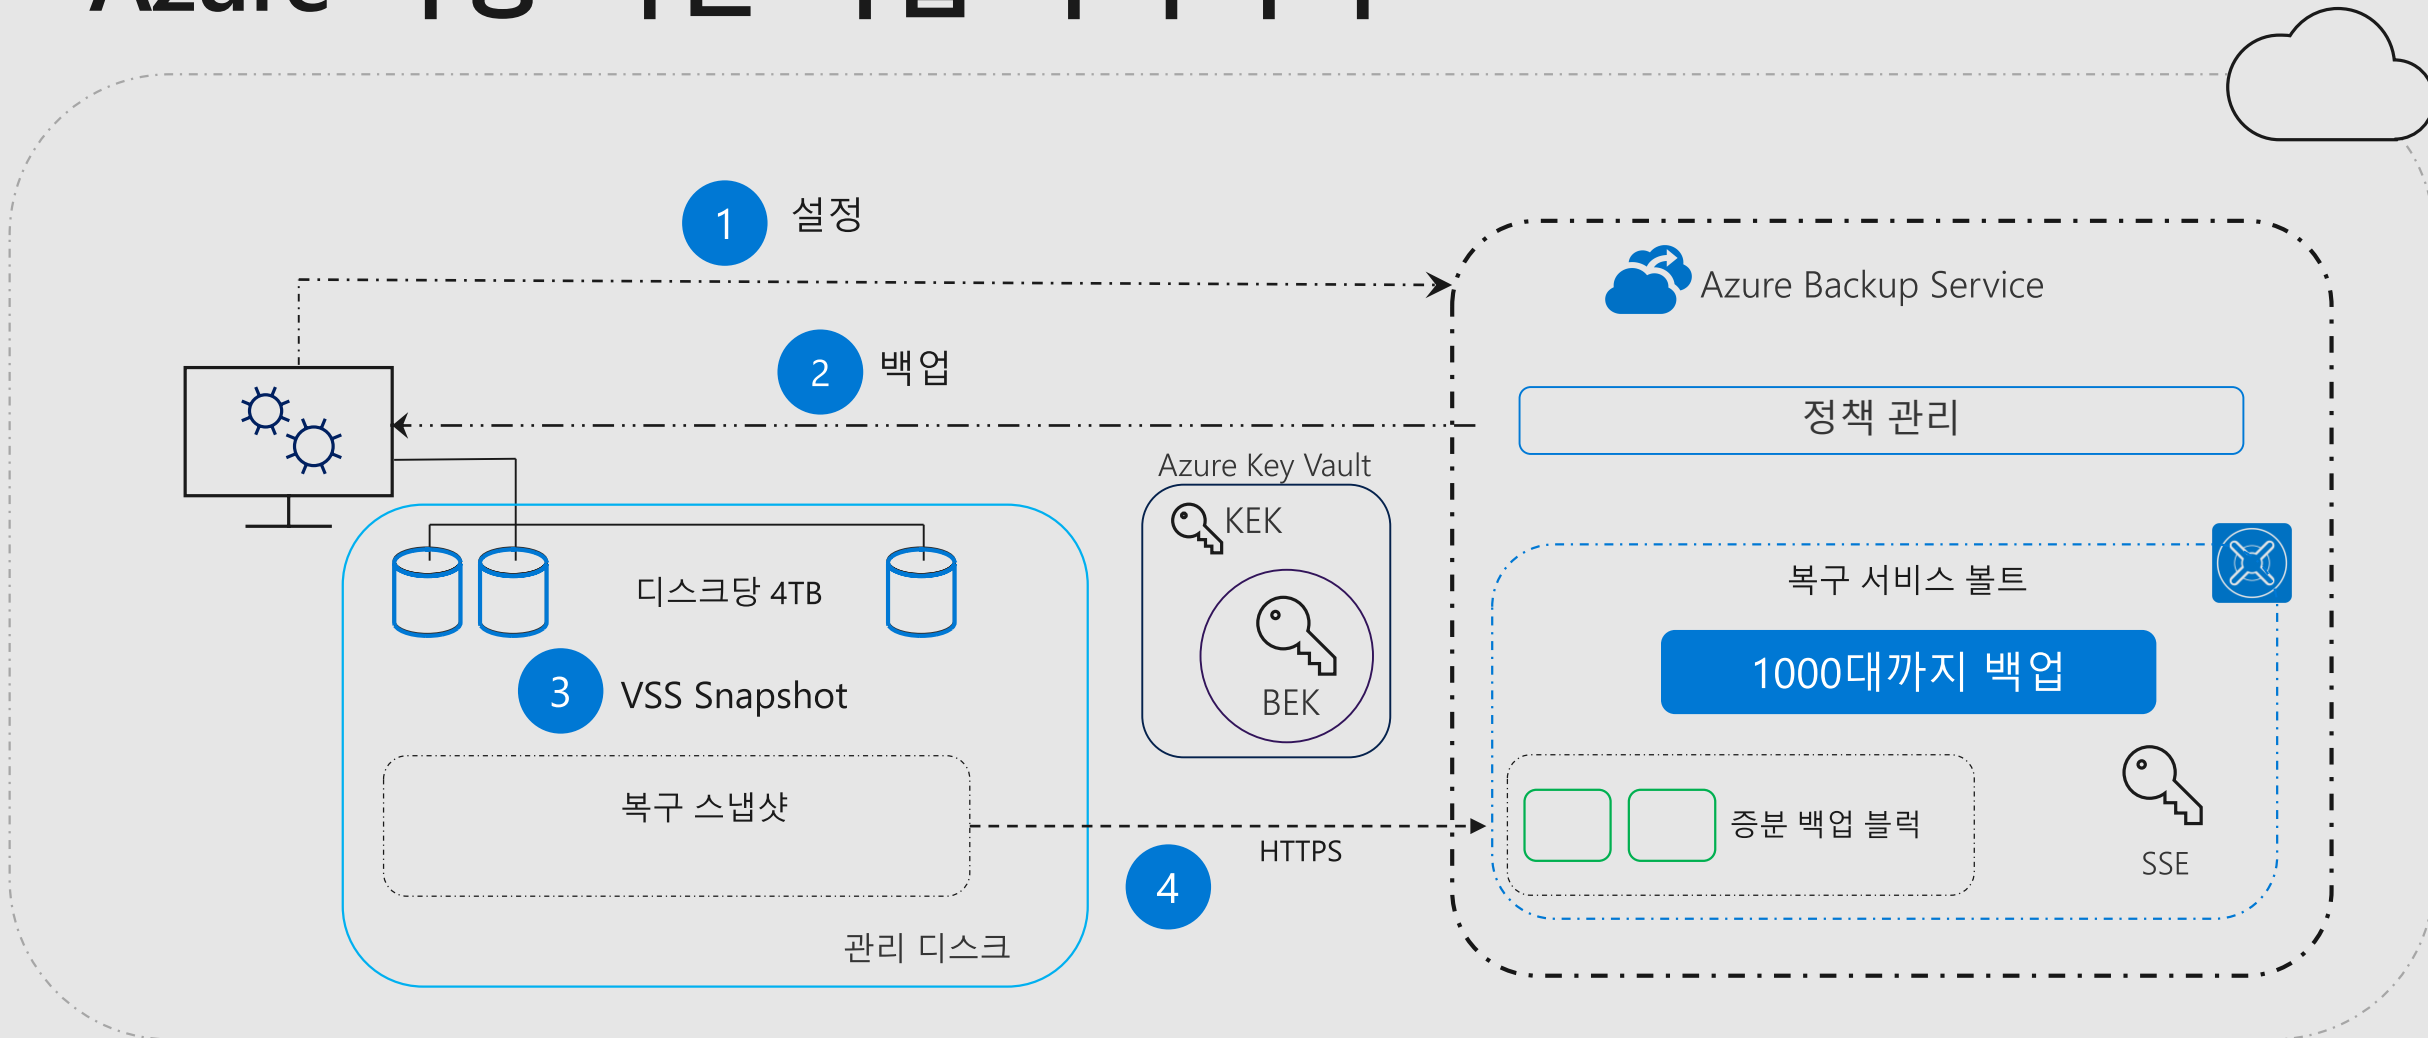 Azure
1 설정
Azure Backup Service
2 백업
정책 관리
Azure Key Vault
KEK
복구 서비스 볼트
디스크당 4TB
1000대까지 백업
3 VSS Snapshot
BEK
복구 스냅샷
증분 백업 블럭
HTTPS
SSE
4
관리 디스크